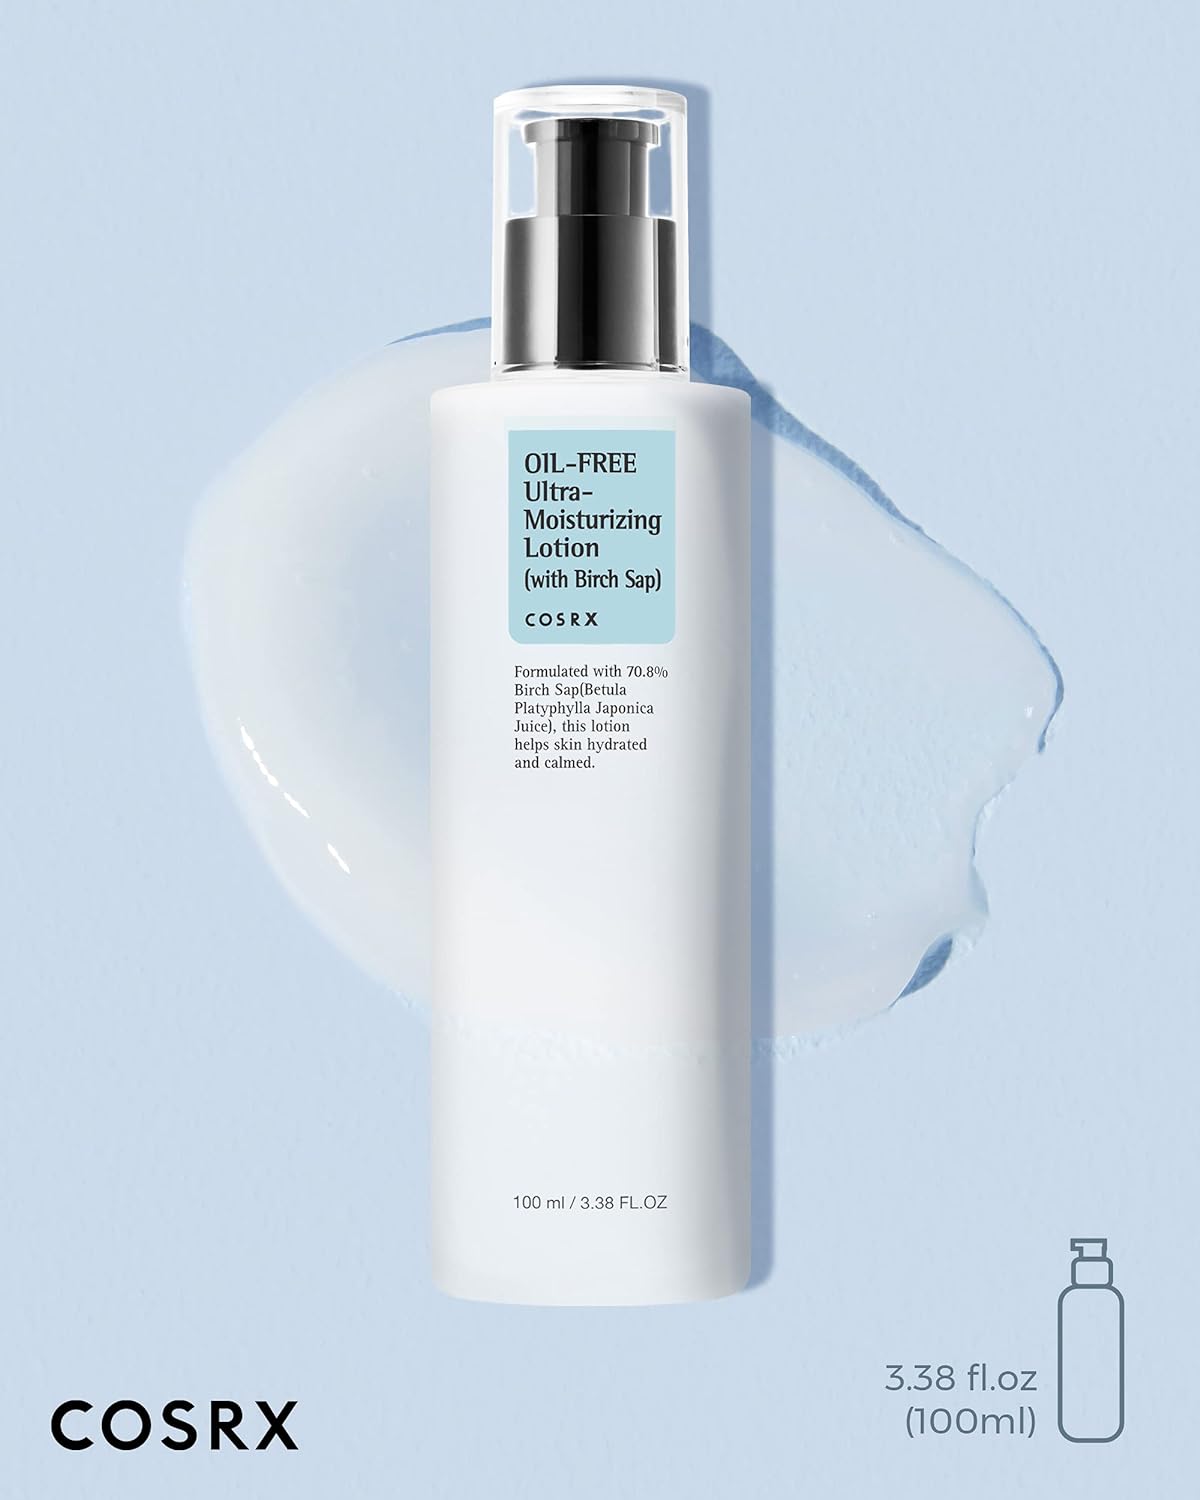 OIL-FREE
Ultra-
Moisturizing
Lotion
(with Birch Sap)
COSRX
Formulated with 70.8%
Birch Sap(Betula
Platyphylla Japonica
Juice), this lotion
helps skin hydrated
and calmed.
100 ml / 3.38 FL.OZ
3.38 fl.oz
(100ml)
COSRX